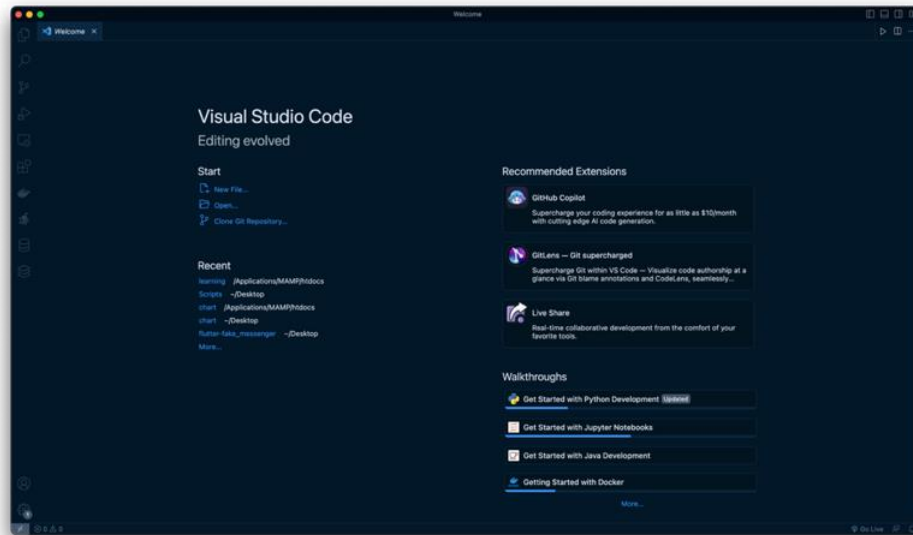 Welcome
Welcome
Visual Studio Code
Editing evolved
Start
New File...
Open...
Clone Git Repository...
Recent
learning /Applications/MAMP/htdocs
Scripts ~/Desktop
chart /Applications/MAMP/htdocs
chart ~/Desktop
flutter-fake_messenger ~/Desktop
More...
Recommended Extensions
GitHub Copilot
Supercharge your coding experience for as little as $10/month
with cutting edge AI code generation.
GitLens — Git supercharged
Supercharge Git within VS Code — Visualize code authorship at a
glance via Git blame annotations and CodeLens, seamlessly...
Live Share
Real-time collaborative development from the comfort of your
favorite tools.
Walkthroughs
Get Started with Python Development Updated
Get Started with Jupyter Notebooks
Get Started with Java Development
Getting Started with Docker
More...
0 0
Go Live